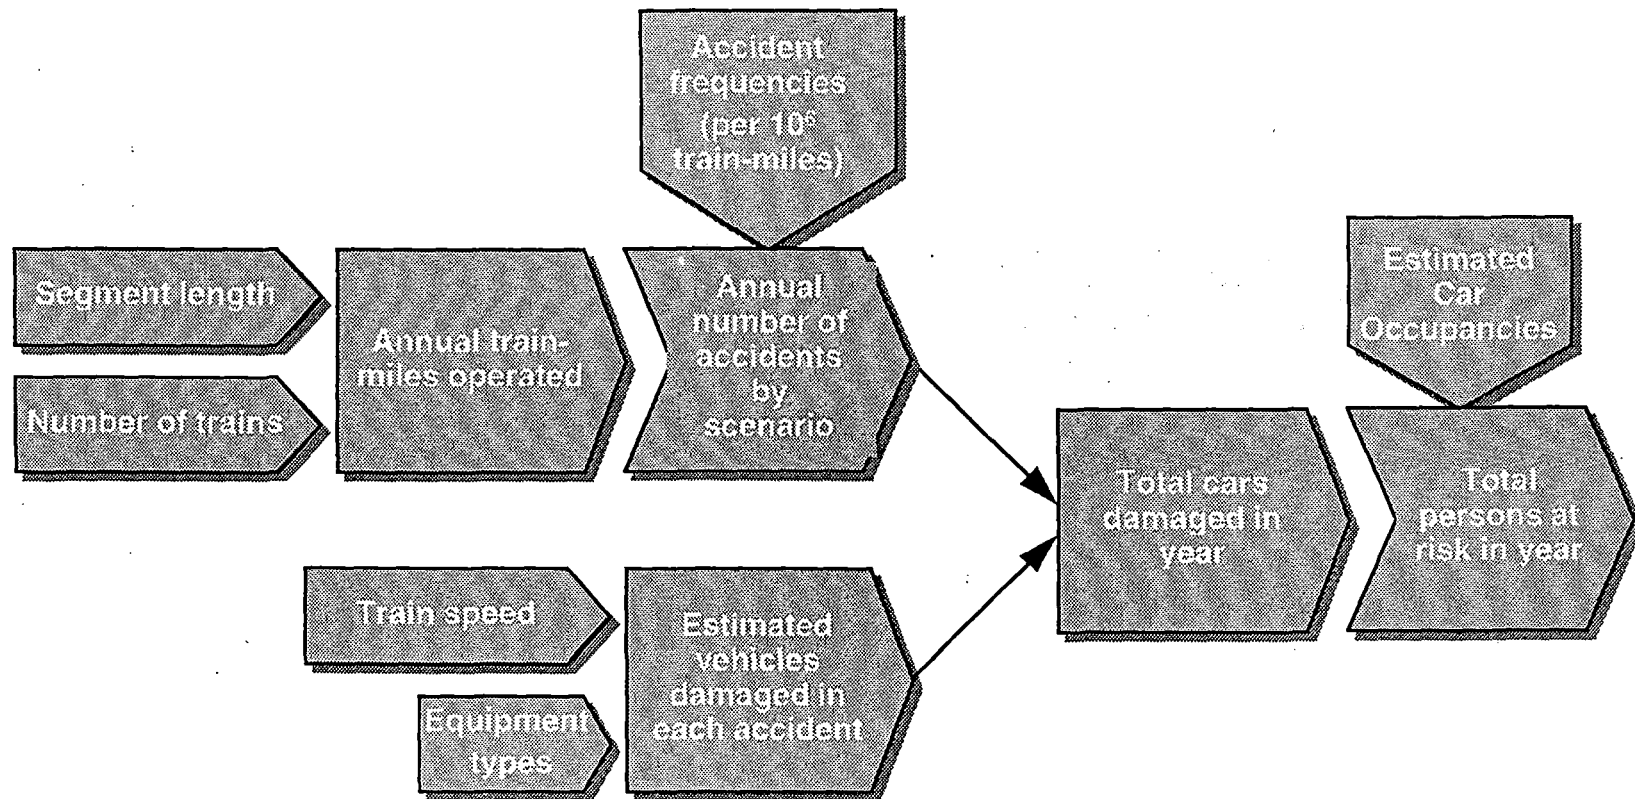 Accident
frequencies
(per 10⁶
train-miles)
Segment length
Number of trains
Annual train-
miles operated
Annual
number of
accidents
by
scenario
Estimated
Car
Occupancies
Train speed
Equipment
types
Estimated
vehicles
damaged in
each accident
Total cars
damaged in
year
Total
persons at
risk in year